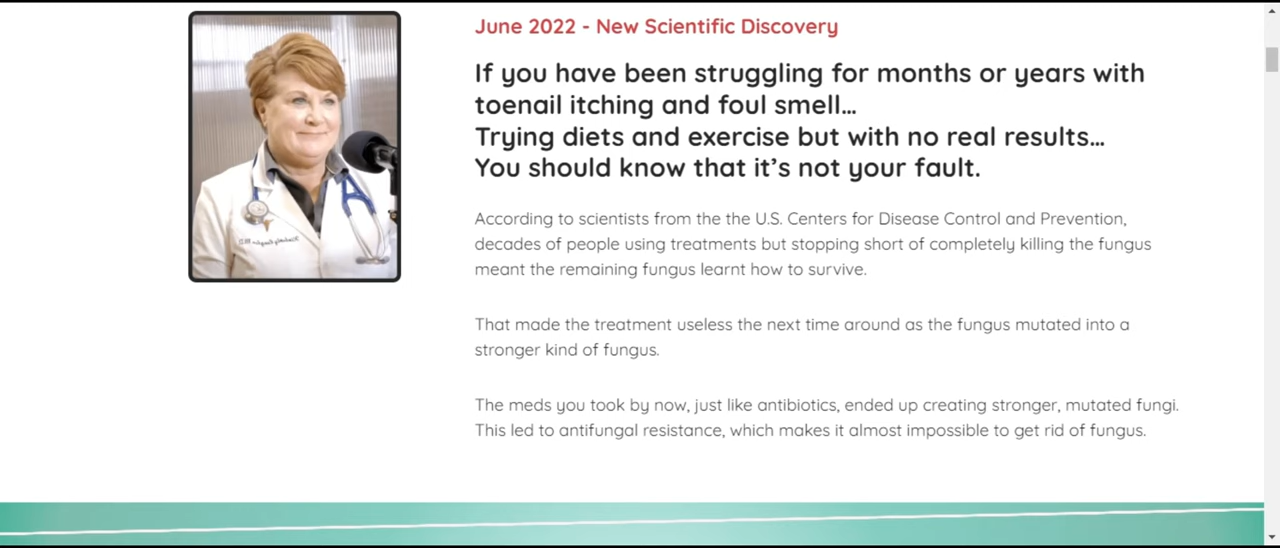 June 2022 - New Scientific Discovery
If you have been struggling for months or years with
toenail itching and foul smell...
Trying diets and exercise but with no real results...
You should know that it's not your fault.
According to scientists from the the U.S. Centers for Disease Control and Prevention,
decades of people using treatments but stopping short of completely killing the fungus
meant the remaining fungus learnt how to survive.
That made the treatment useless the next time around as the fungus mutated into a
stronger kind of fungus.
The meds you took by now, just like antibiotics, ended up creating stronger, mutated fungi.
This led to antifungal resistance, which makes it almost impossible to get rid of fungus.